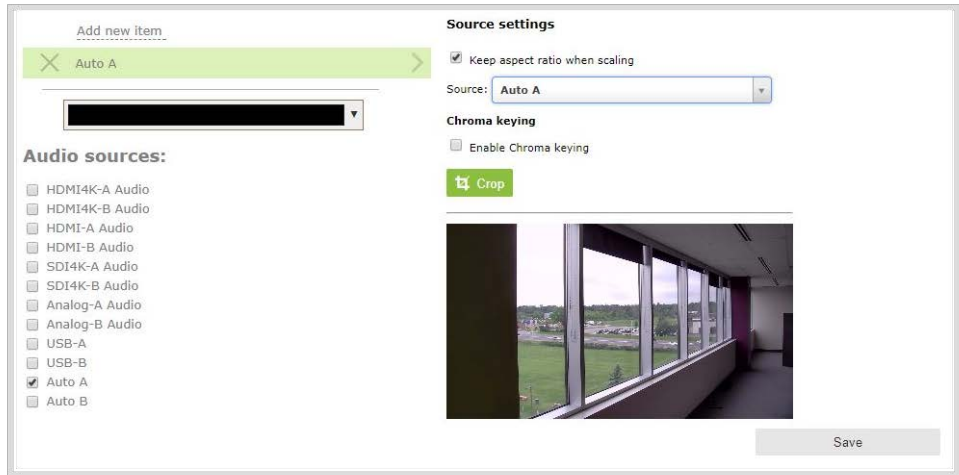 Add new item
Auto A
Audio sources:
HDMI4K-A Audio
HDMI4K-B Audio
HDMI-A Audio
HDMI-B Audio
SDI4K-A Audio
SDI4K-B Audio
Analog-A Audio
Analog-B Audio
USB-A
USB-B
Auto A
Auto B
Source settings
Keep aspect ratio when scaling
Source: Auto A
Chroma keying
Enable Chroma keying
Crop
Save